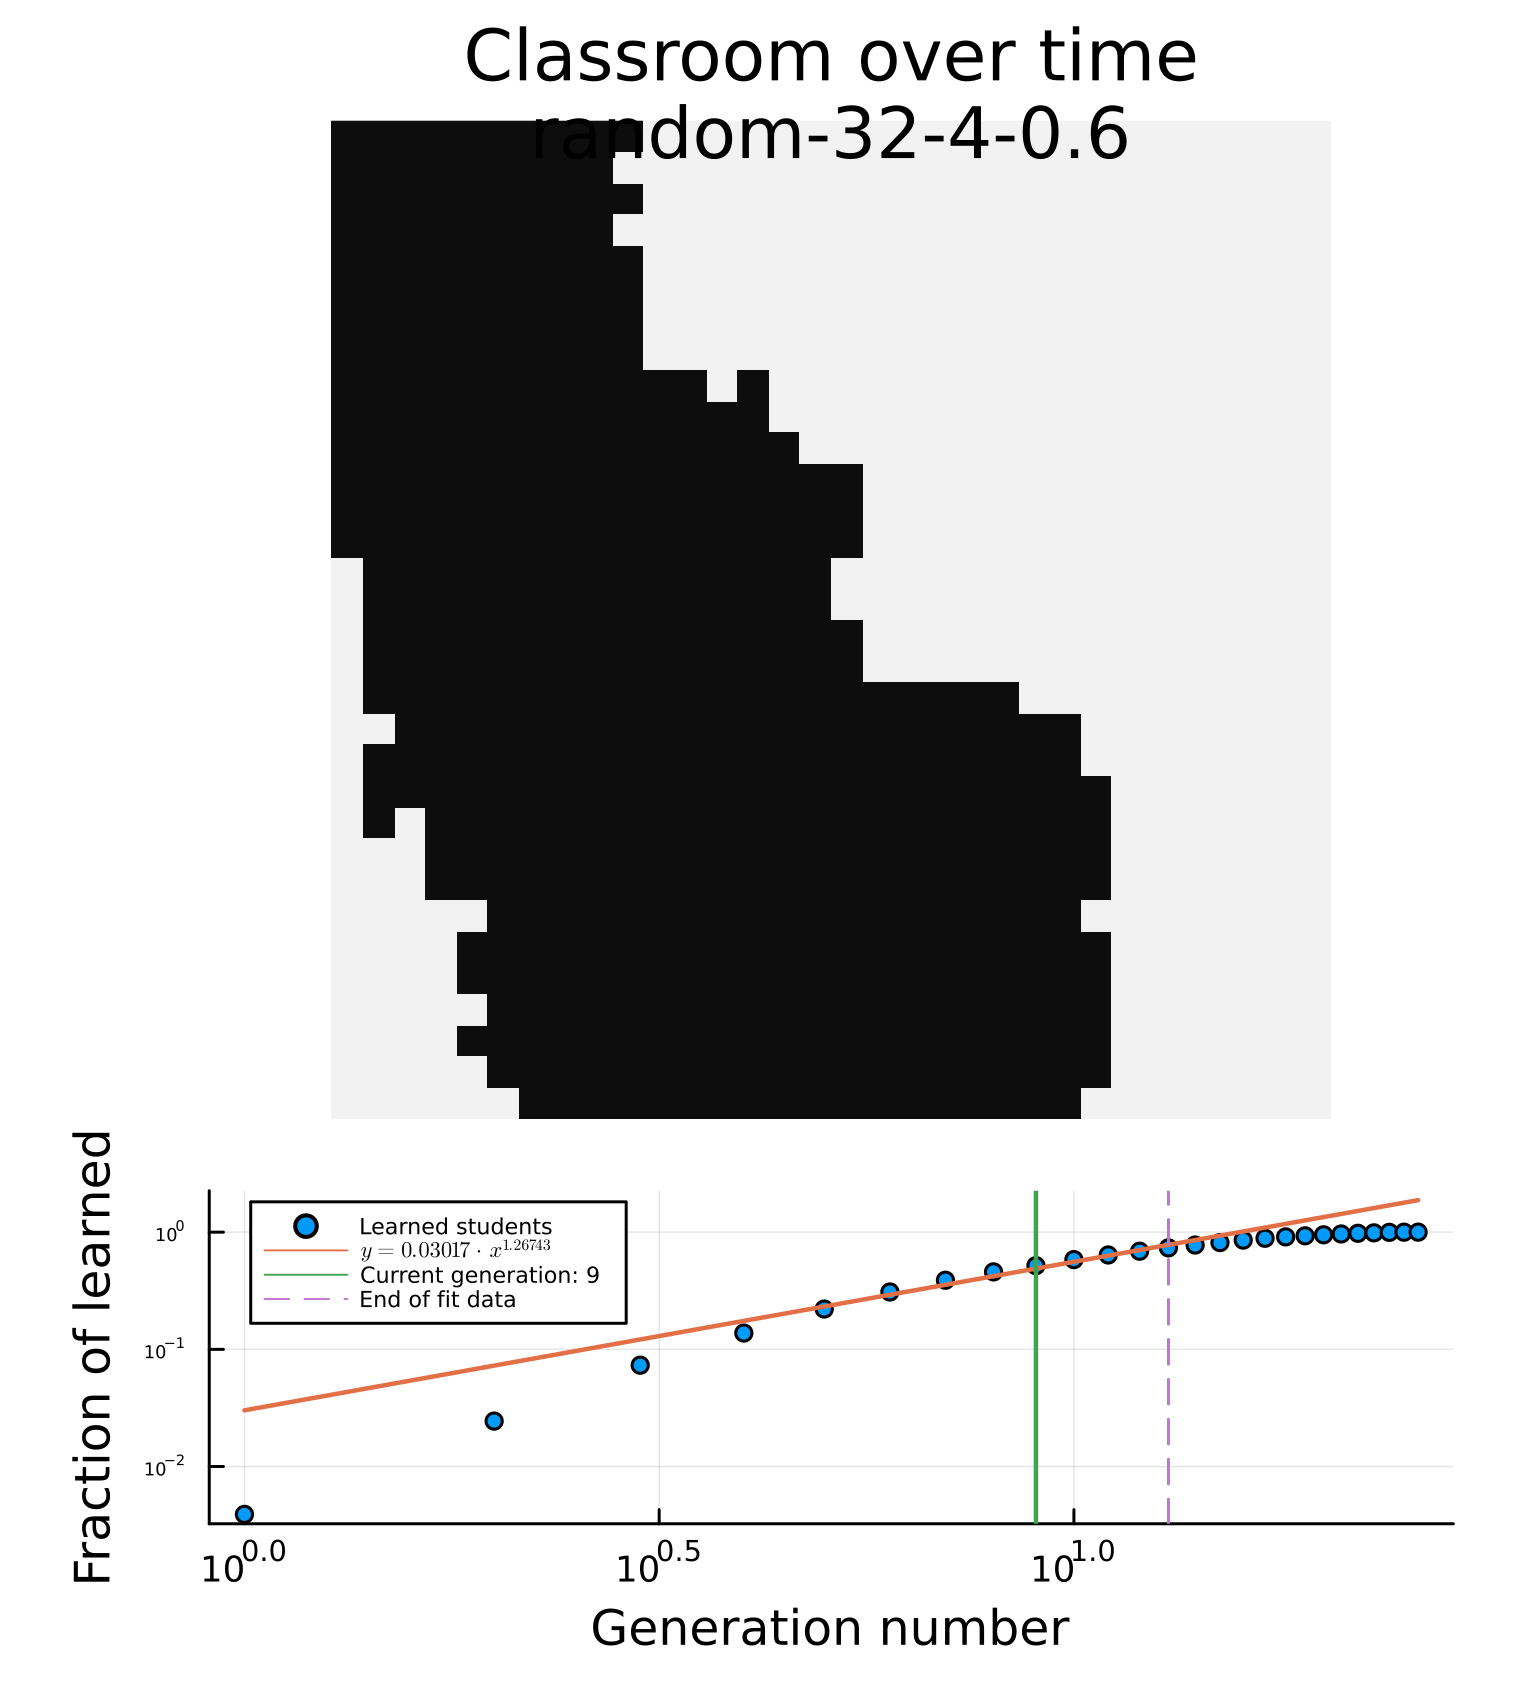 Classroom over time
random-32-4-0.6
Fraction of learned
10^0
10^-1
10^-2
Learned students
y = 0.03017 · x^1.26743
Current generation: 9
End of fit data
10^0.0
10^0.5
10^1.0
Generation number